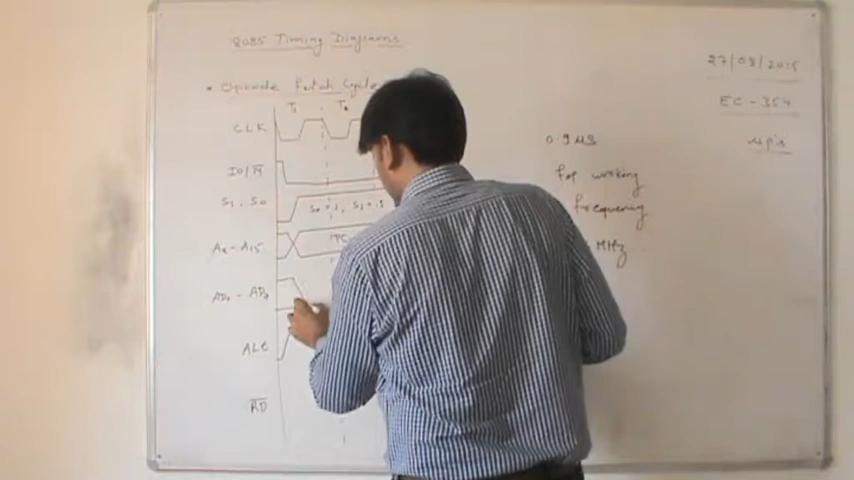 8085 Timing Diagrams
27/08/2015
• Opcode Fetch Cycle
EC - 354
μp's
T1 T2
CLK
0.9 μs
IO/M̅
for working
S1, S0
S0 = 1, S1 = 1
frequency
A8 - A15
(PC
MHz
AD0 - AD7
ALE
R̅D̅